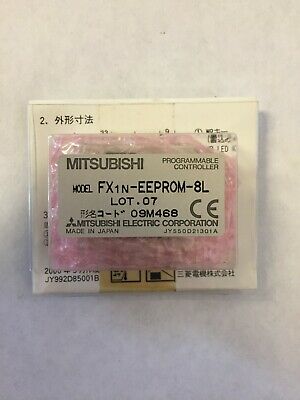 2. 外形寸法
MITSUBISHI
PROGRAMMABLE
CONTROLLER
MODEL FX1N-EEPROM-8L
LOT.07
形名コード 09M468 CE
MITSUBISHI ELECTRIC CORPORATION
MADE IN JAPAN JY550D21301A
JY992D85001B
三菱電機株式会社